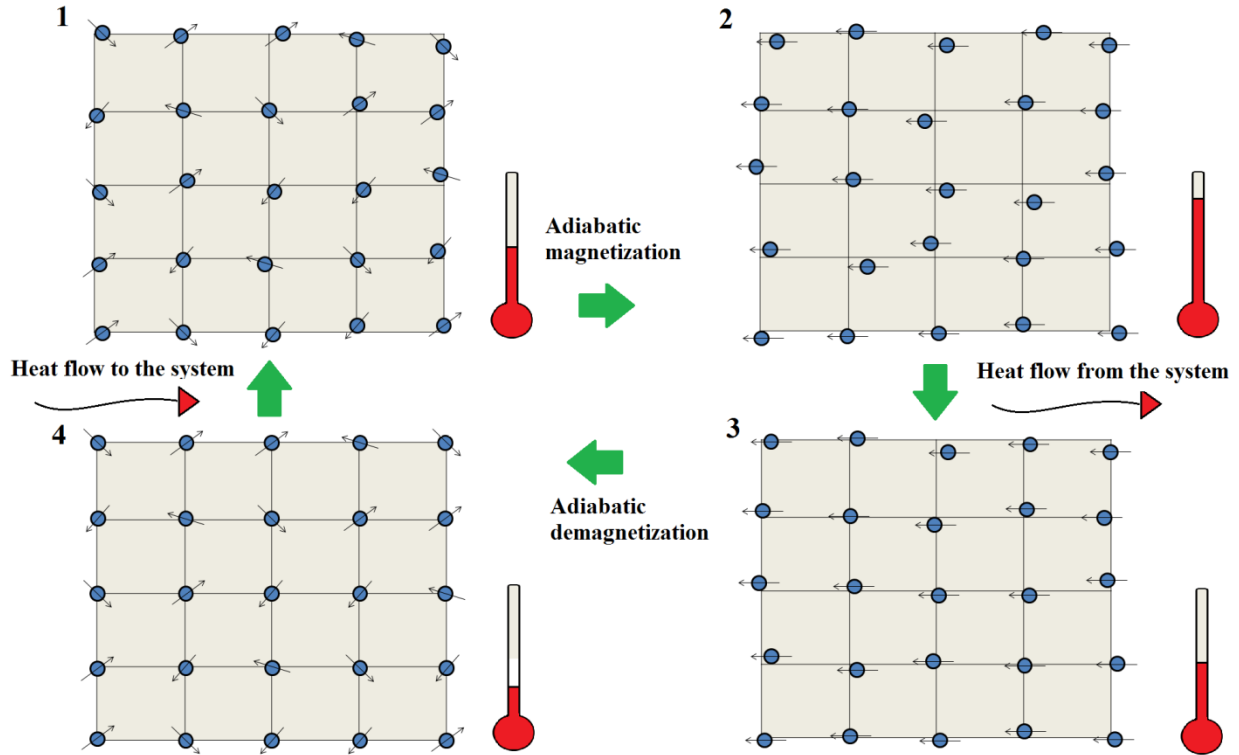 1
2
Adiabatic
magnetization
Heat flow to the system
Heat flow from the system
4
3
Adiabatic
demagnetization